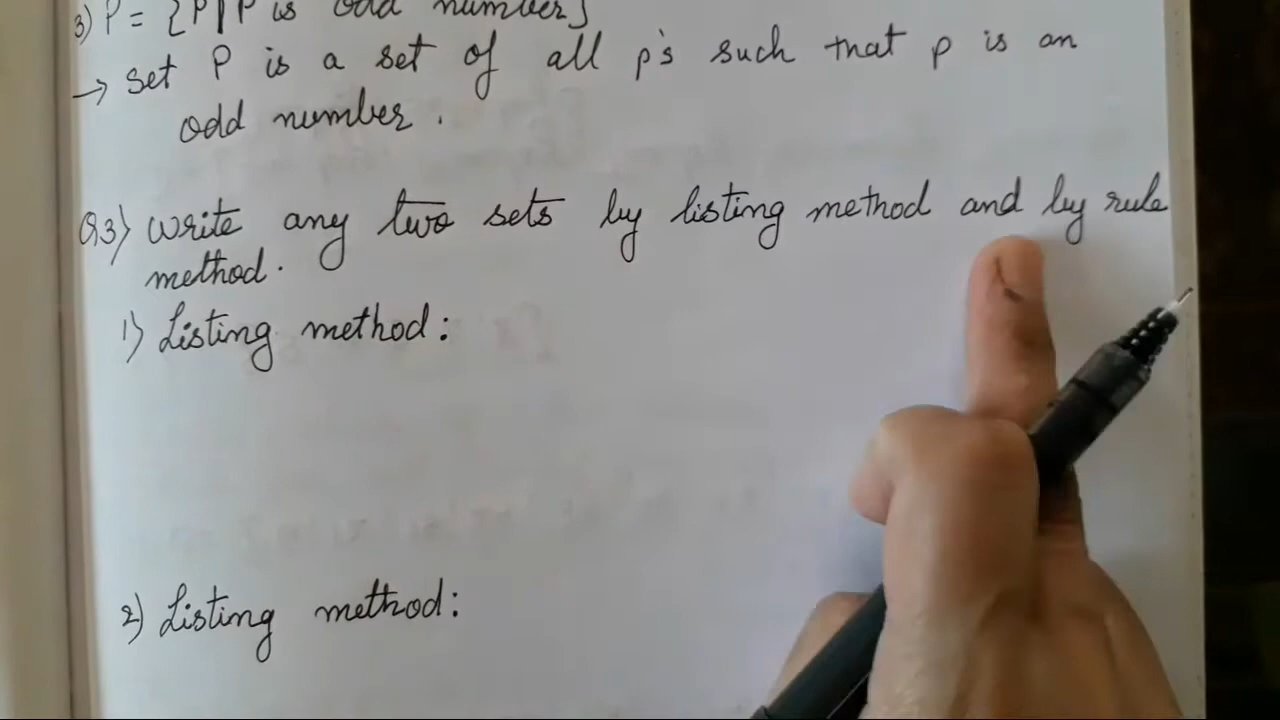 3) P = {P|P is odd number}
→ Set P is a set of all p's such that p is an
odd number.
Q3) Write any two sets by listing method and by rule
method.
1) Listing method:
2) Listing method: